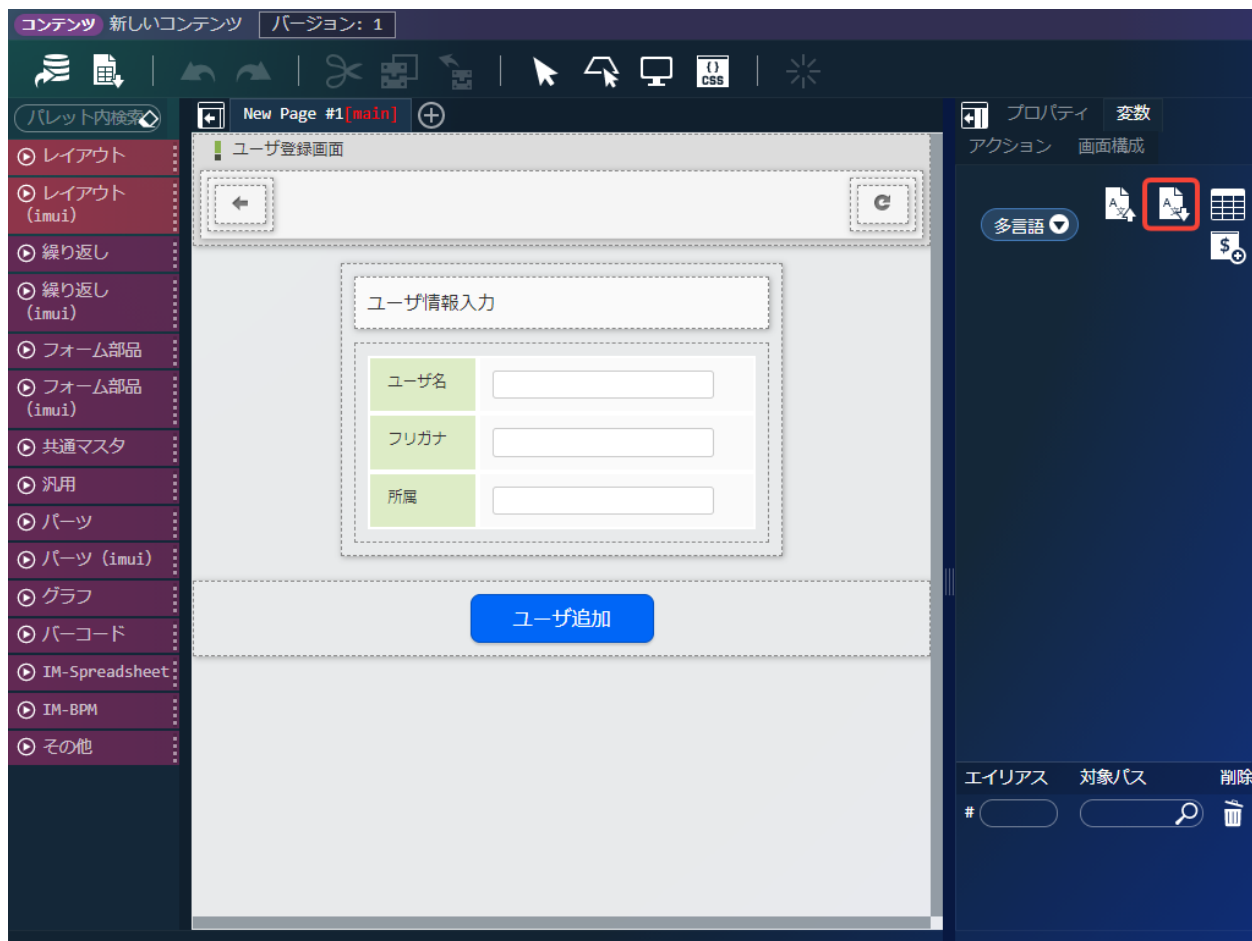 コンテンツ 新しいコンテンツ バージョン: 1
{} CSS
パレット内検索
New Page #1[main]
プロパティ 変数
アクション 画面構成
レイアウト
レイアウト
(imui)
繰り返し
繰り返し
(imui)
フォーム部品
フォーム部品
(imui)
共通マスタ
汎用
パーツ
パーツ (imui)
グラフ
バーコード
IM-Spreadsheet
IM-BPM
その他
ユーザ登録画面
ユーザ情報入力
ユーザ名
フリガナ
所属
ユーザ追加
多言語
A文
A文
$
エイリアス 対象パス 削除
#